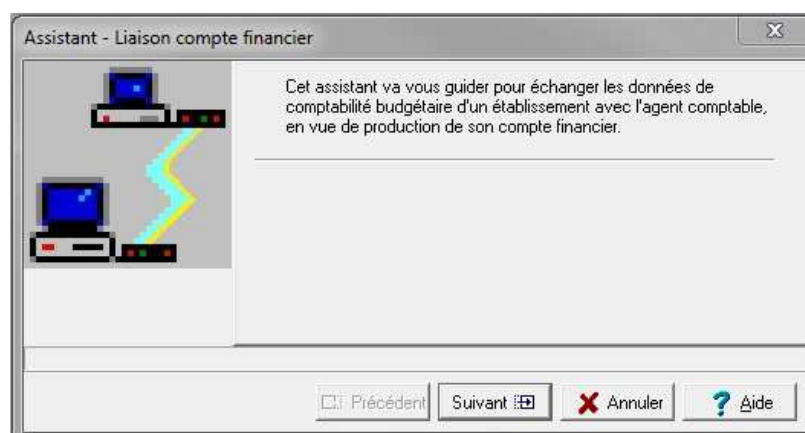 Assistant - Liaison compte financier
Cet assistant va vous guider pour échanger les données de
comptabilité budgétaire d'un établissement avec l'agent comptable,
en vue de production de son compte financier.
Précédent Suivant Annuler Aide